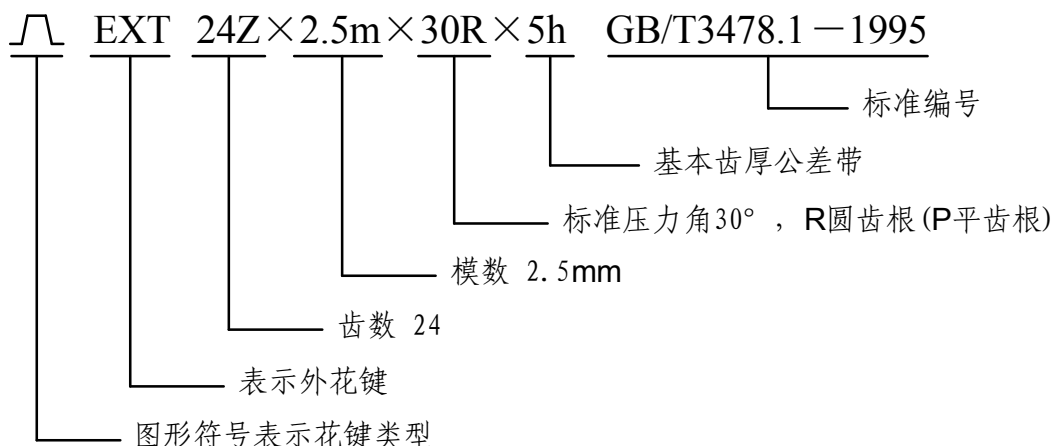 EXT 24Z×2.5m×30R×5h GB/T3478.1－1995
标准编号
基本齿厚公差带
标准压力角30°，R圆齿根(P平齿根)
模数 2.5mm
齿数 24
表示外花键
图形符号表示花键类型